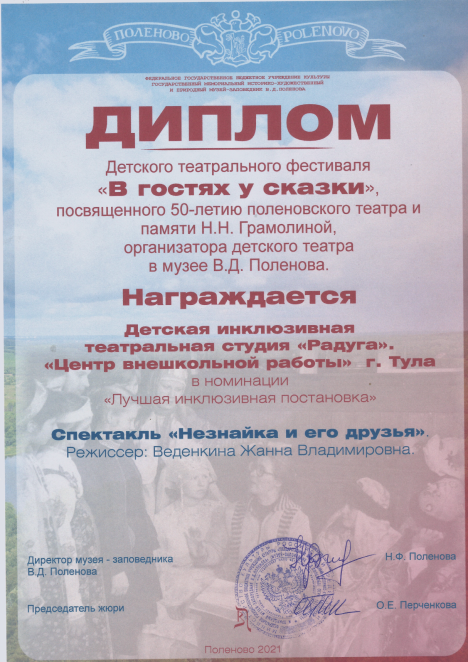 ПОЛЕНОВО POLENOVO
ФЕДЕРАЛЬНОЕ ГОСУДАРСТВЕННОЕ БЮДЖЕТНОЕ УЧРЕЖДЕНИЕ КУЛЬТУРЫ
ГОСУДАРСТВЕННЫЙ МЕМОРИАЛЬНЫЙ ИСТОРИКО-ХУДОЖЕСТВЕННЫЙ
И ПРИРОДНЫЙ МУЗЕЙ-ЗАПОВЕДНИК В.Д.ПОЛЕНОВА
ДИПЛОМ
Детского театрального фестиваля
«В гостях у сказки»,
посвященного 50-летию поленовского театра и
памяти Н.Н. Грамолиной,
организатора детского театра
в музее В.Д. Поленова.
Награждается
Детская инклюзивная
театральная студия «Радуга».
«Центр внешкольной работы» г. Тула
в номинации
«Лучшая инклюзивная постановка»
Спектакль «Незнайка и его друзья».
Режиссер: Веденкина Жанна Владимировна.
Директор музея - заповедника
В.Д. Поленова
Н.Ф. Поленова
Председатель жюри
О.Е. Перченкова
Поленово 2021